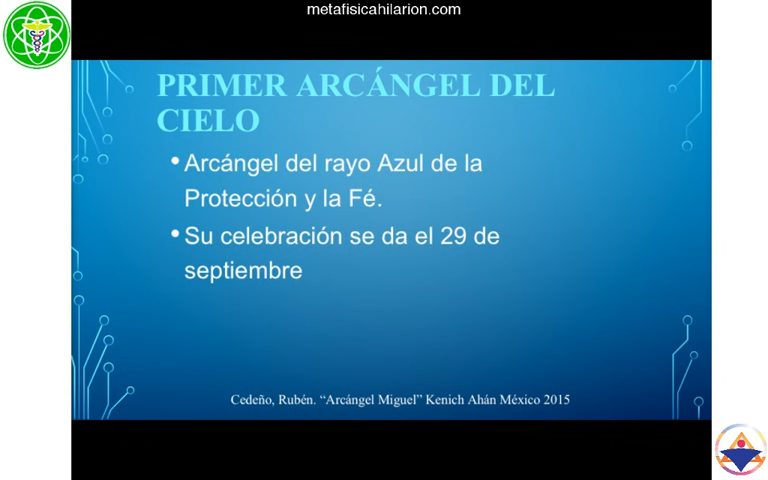 metafisicahilarion.com
PRIMER ARCÁNGEL DEL
CIELO
• Arcángel del rayo Azul de la
Protección y la Fé.
• Su celebración se da el 29 de
septiembre
Cedeño, Rubén. “Arcángel Miguel” Kenich Ahán México 2015